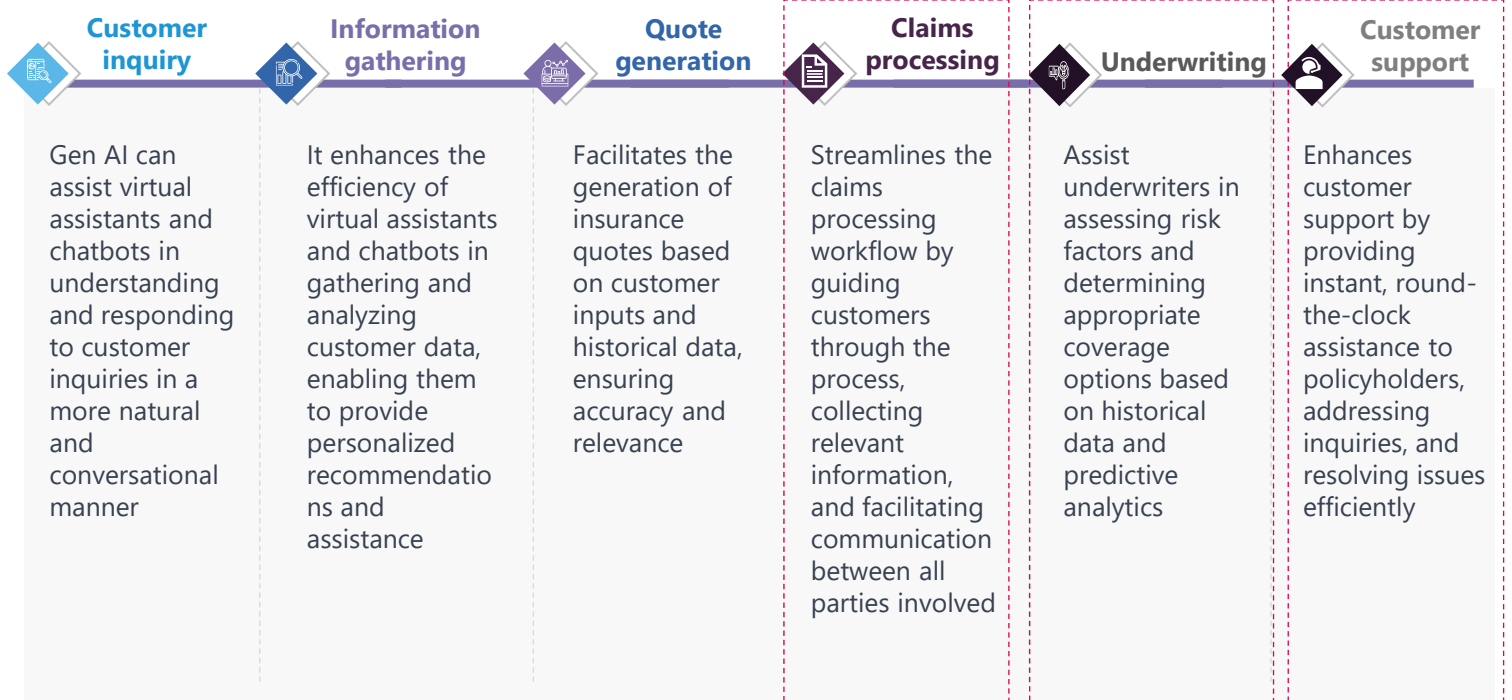 Customer
inquiry
Gen AI can
assist virtual
assistants and
chatbots in
understanding
and responding
to customer
inquiries in a
more natural
and
conversational
manner
Information
gathering
It enhances the
efficiency of
virtual assistants
and chatbots in
gathering and
analyzing
customer data,
enabling them
to provide
personalized
recommendatio
ns and
assistance
Quote
generation
Facilitates the
generation of
insurance
quotes based
on customer
inputs and
historical data,
ensuring
accuracy and
relevance
Claims
processing
Streamlines the
claims
processing
workflow by
guiding
customers
through the
process,
collecting
relevant
information,
and facilitating
communication
between all
parties involved
Underwriting
Assist
underwriters in
assessing risk
factors and
determining
appropriate
coverage
options based
on historical
data and
predictive
analytics
Customer
support
Enhances
customer
support by
providing
instant, round-
the-clock
assistance to
policyholders,
addressing
inquiries, and
resolving issues
efficiently